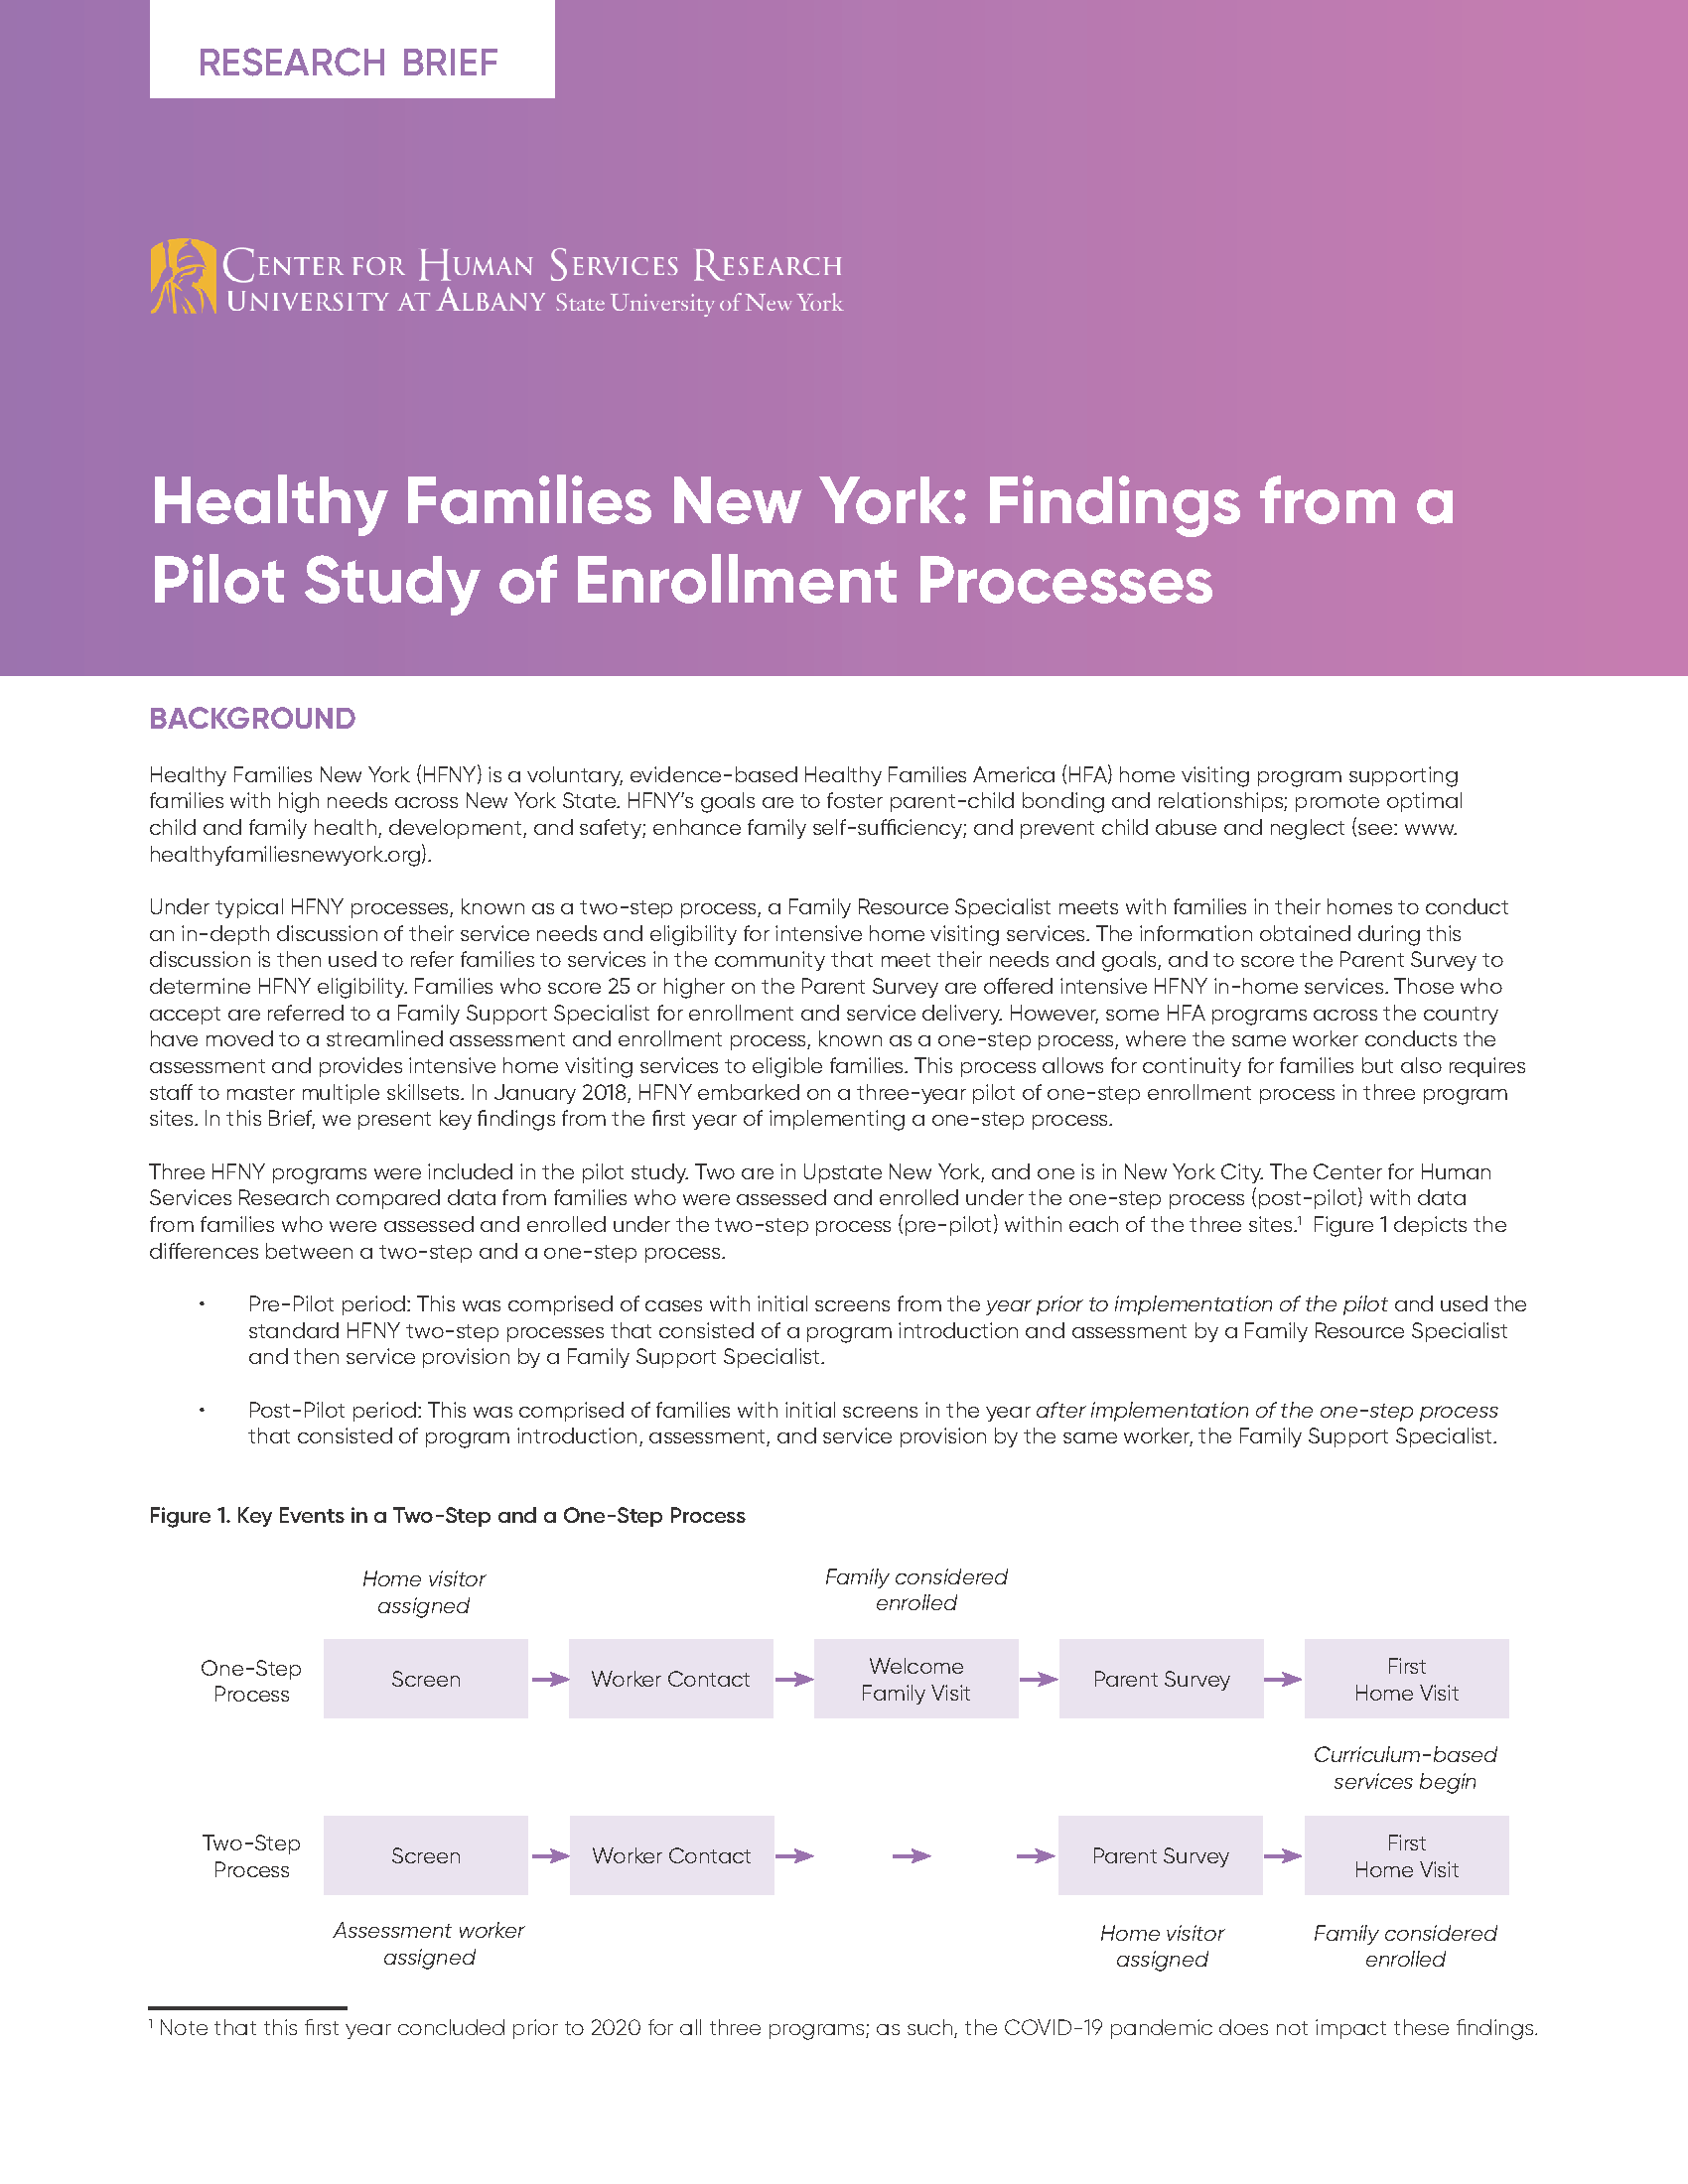 RESEARCH BRIEF
CENTER FOR HUMAN SERVICES RESEARCH
UNIVERSITY AT ALBANY State University of New York
Healthy Families New York: Findings from a
Pilot Study of Enrollment Processes
BACKGROUND
Healthy Families New York (HFNY) is a voluntary, evidence-based Healthy Families America (HFA) home visiting program supporting
families with high needs across New York State. HFNY's goals are to foster parent-child bonding and relationships; promote optimal
child and family health, development, and safety; enhance family self-sufficiency; and prevent child abuse and neglect (see: www.
healthyfamiliesnewyork.org).
Under typical HFNY processes, known as a two-step process, a Family Resource Specialist meets with families in their homes to conduct
an in-depth discussion of their service needs and eligibility for intensive home visiting services. The information obtained during this
discussion is then used to refer families to services in the community that meet their needs and goals, and to score the Parent Survey to
determine HFNY eligibility. Families who score 25 or higher on the Parent Survey are offered intensive HFNY in-home services. Those who
accept are referred to a Family Support Specialist for enrollment and service delivery. However, some HFA programs across the country
have moved to a streamlined assessment and enrollment process, known as a one-step process, where the same worker conducts the
assessment and provides intensive home visiting services to eligible families. This process allows for continuity for families but also requires
staff to master multiple skillsets. In January 2018, HFNY embarked on a three-year pilot of one-step enrollment process in three program
sites. In this Brief, we present key findings from the first year of implementing a one-step process.
Three HFNY programs were included in the pilot study. Two are in Upstate New York, and one is in New York City. The Center for Human
Services Research compared data from families who were assessed and enrolled under the one-step process (post-pilot) with data
from families who were assessed and enrolled under the two-step process (pre-pilot) within each of the three sites.¹ Figure 1 depicts the
differences between a two-step and a one-step process.
• Pre-Pilot period: This was comprised of cases with initial screens from the year prior to implementation of the pilot and used the
standard HFNY two-step processes that consisted of a program introduction and assessment by a Family Resource Specialist
and then service provision by a Family Support Specialist.
• Post-Pilot period: This was comprised of families with initial screens in the year after implementation of the one-step process
that consisted of program introduction, assessment, and service provision by the same worker, the Family Support Specialist.
Figure 1. Key Events in a Two-Step and a One-Step Process
Home visitor
assigned
Family considered
enrolled
One-Step
Process
Screen
Worker Contact
Welcome
Family Visit
Parent Survey
First
Home Visit
Curriculum-based
services begin
Two-Step
Process
Screen
Worker Contact
Parent Survey
First
Home Visit
Assessment worker
assigned
Home visitor
assigned
Family considered
enrolled
¹ Note that this first year concluded prior to 2020 for all three programs; as such, the COVID-19 pandemic does not impact these findings.